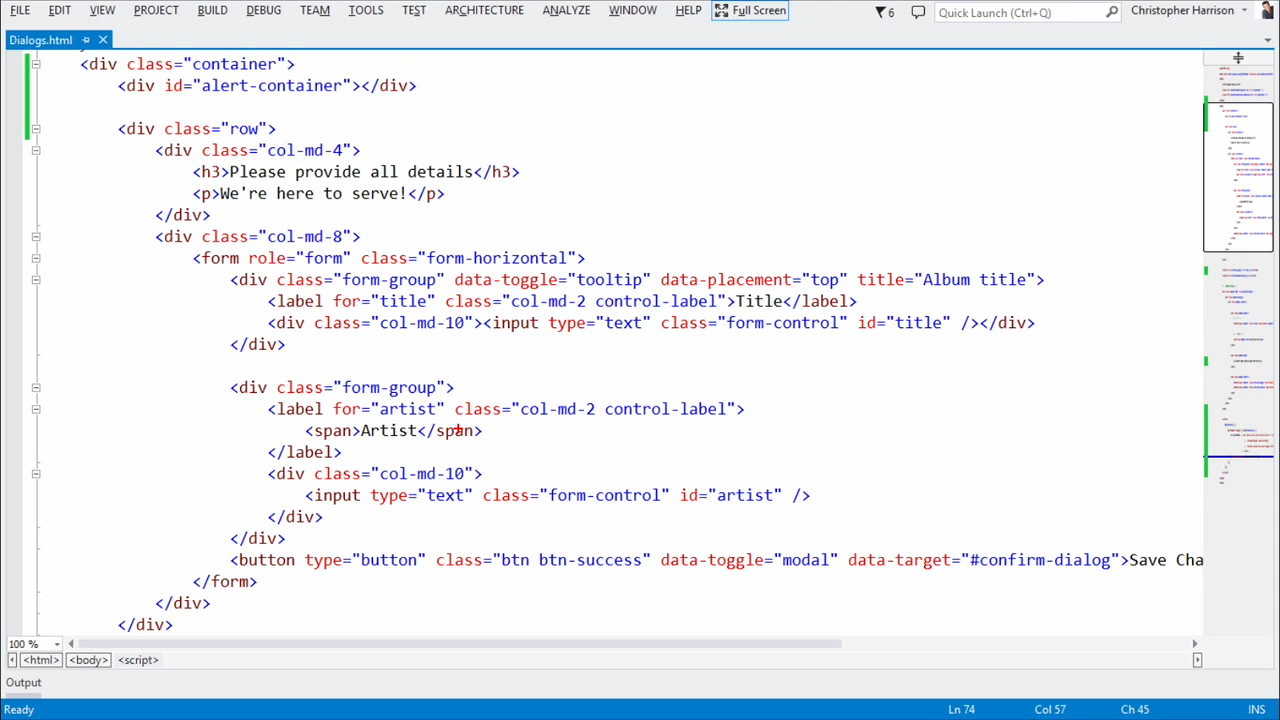 FILE EDIT VIEW PROJECT BUILD DEBUG TEAM TOOLS TEST ARCHITECTURE ANALYZE WINDOW HELP Full Screen 6 Quick Launch (Ctrl+Q) Christopher Harrison
Dialogs.html
<div class="container">
<div id="alert-container"></div>
<div class="row">
<div class="col-md-4">
<h3>Please provide all details</h3>
<p>We're here to serve!</p>
</div>
<div class="col-md-8">
<form role="form" class="form-horizontal">
<div class="form-group" data-toggle="tooltip" data-placement="top" title="Album title">
<label for="title" class="col-md-2 control-label">Title</label>
<div class="col-md-10"><input type="text" class="form-control" id="title" /></div>
</div>
<div class="form-group">
<label for="artist" class="col-md-2 control-label">
<span>Artist</span>
</label>
<div class="col-md-10">
<input type="text" class="form-control" id="artist" />
</div>
</div>
<button type="button" class="btn btn-success" data-toggle="modal" data-target="#confirm-dialog">Save Cha
</form>
</div>
</div>
100 %
<html> <body> <script>
Output
Ready Ln 74 Col 57 Ch 45 INS